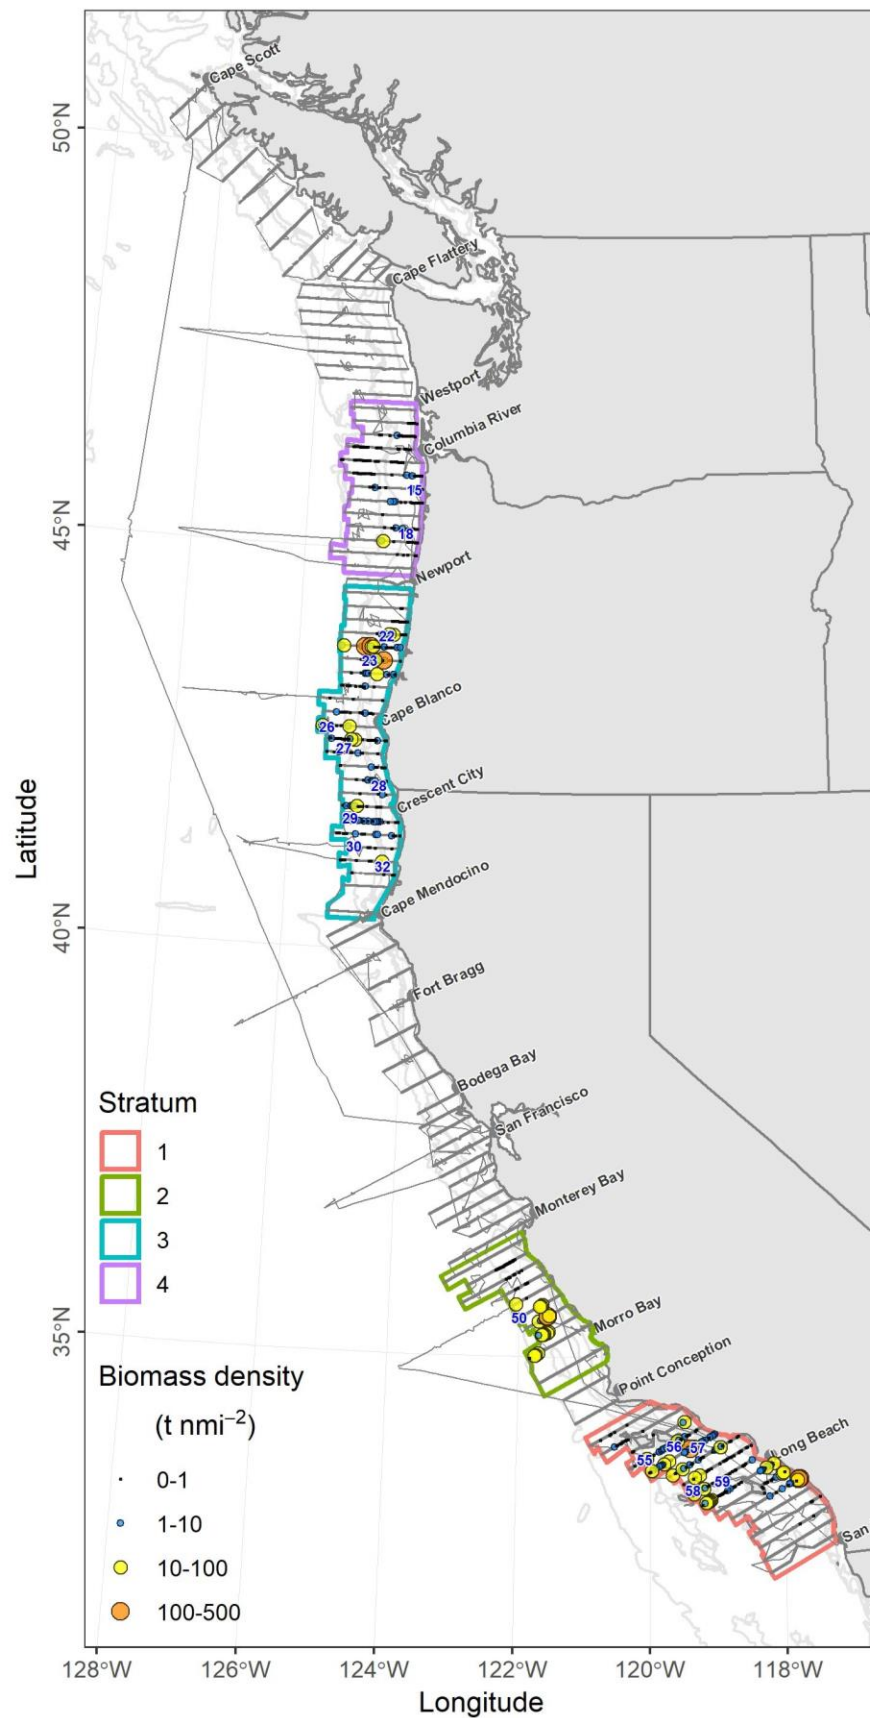 Cape Scott
50°N
Cape Flattery
Westport
Columbia River
15
45°N
18
Newport
22
23
Cape Blanco
26
27
28
Crescent City
29
30
32
Cape Mendocino
40°N
Latitude
Fort Bragg
Bodega Bay
San Francisco
Stratum
1
2
3
4
Monterey Bay
50
Morro Bay
35°N
Point Conception
Biomass density
(t nmi⁻²)
0-1
1-10
10-100
100-500
Long Beach
56
57
55
59
58
San
128°W
126°W
124°W
122°W
120°W
118°W
Longitude